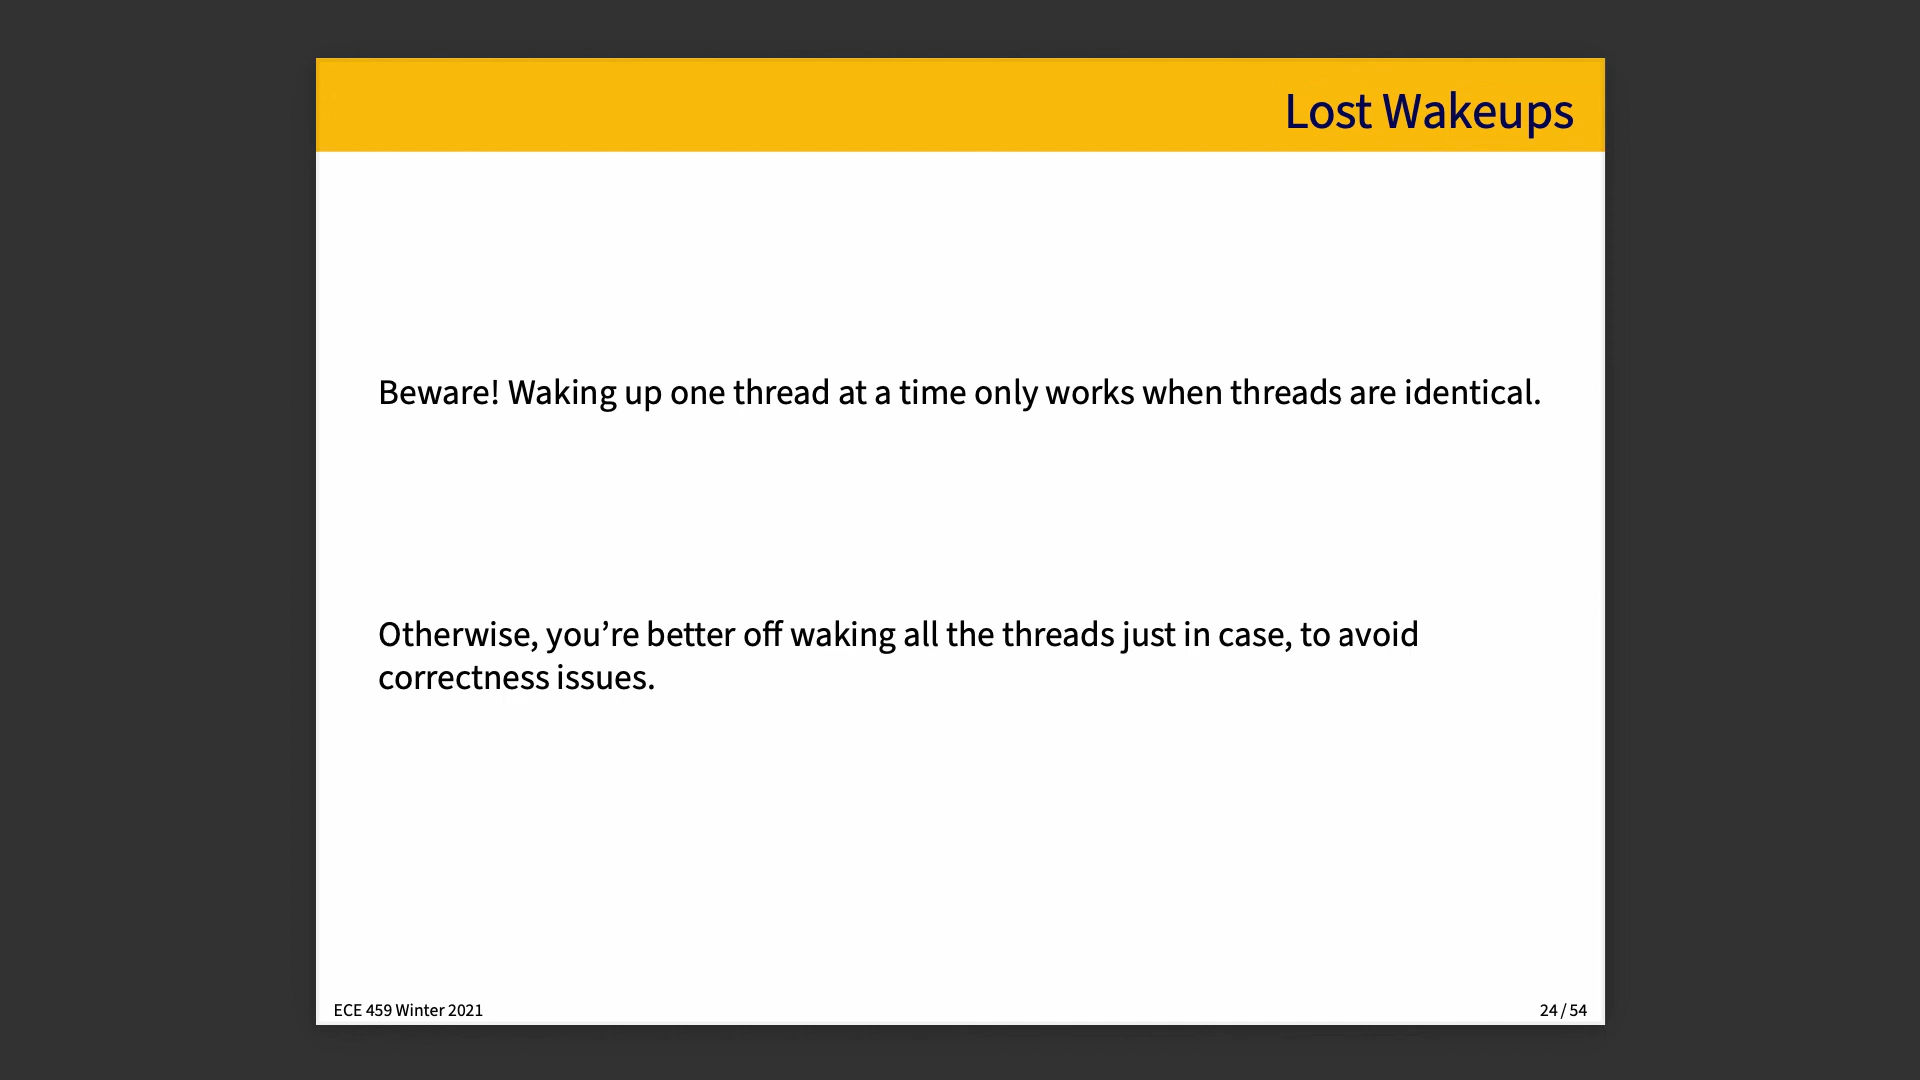 Lost Wakeups
Beware! Waking up one thread at a time only works when threads are identical.
Otherwise, you’re better off waking all the threads just in case, to avoid
correctness issues.
ECE 459 Winter 2021
24 / 54